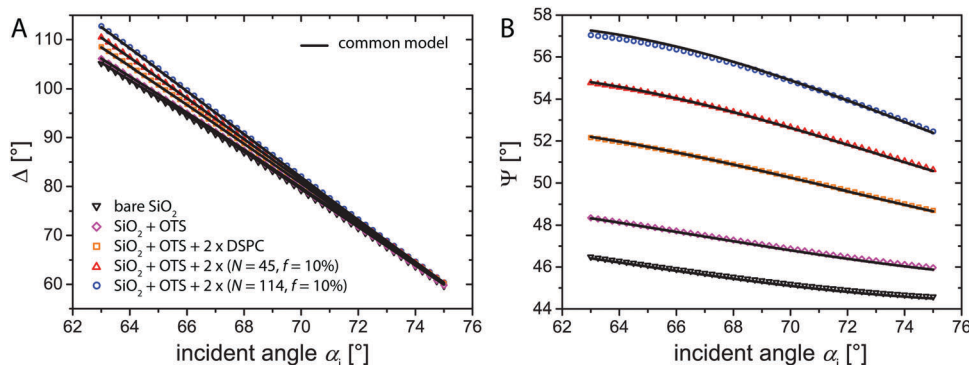 A
common model
110
100
90
80
70
60
Δ [°]
bare SiO₂
SiO₂ + OTS
SiO₂ + OTS + 2 x DSPC
SiO₂ + OTS + 2 x (N = 45, f = 10%)
SiO₂ + OTS + 2 x (N = 114, f = 10%)
62 64 66 68 70 72 74 76
incident angle αᵢ [°]
B
58
56
54
52
50
48
46
44
Ψ [°]
62 64 66 68 70 72 74 76
incident angle αᵢ [°]